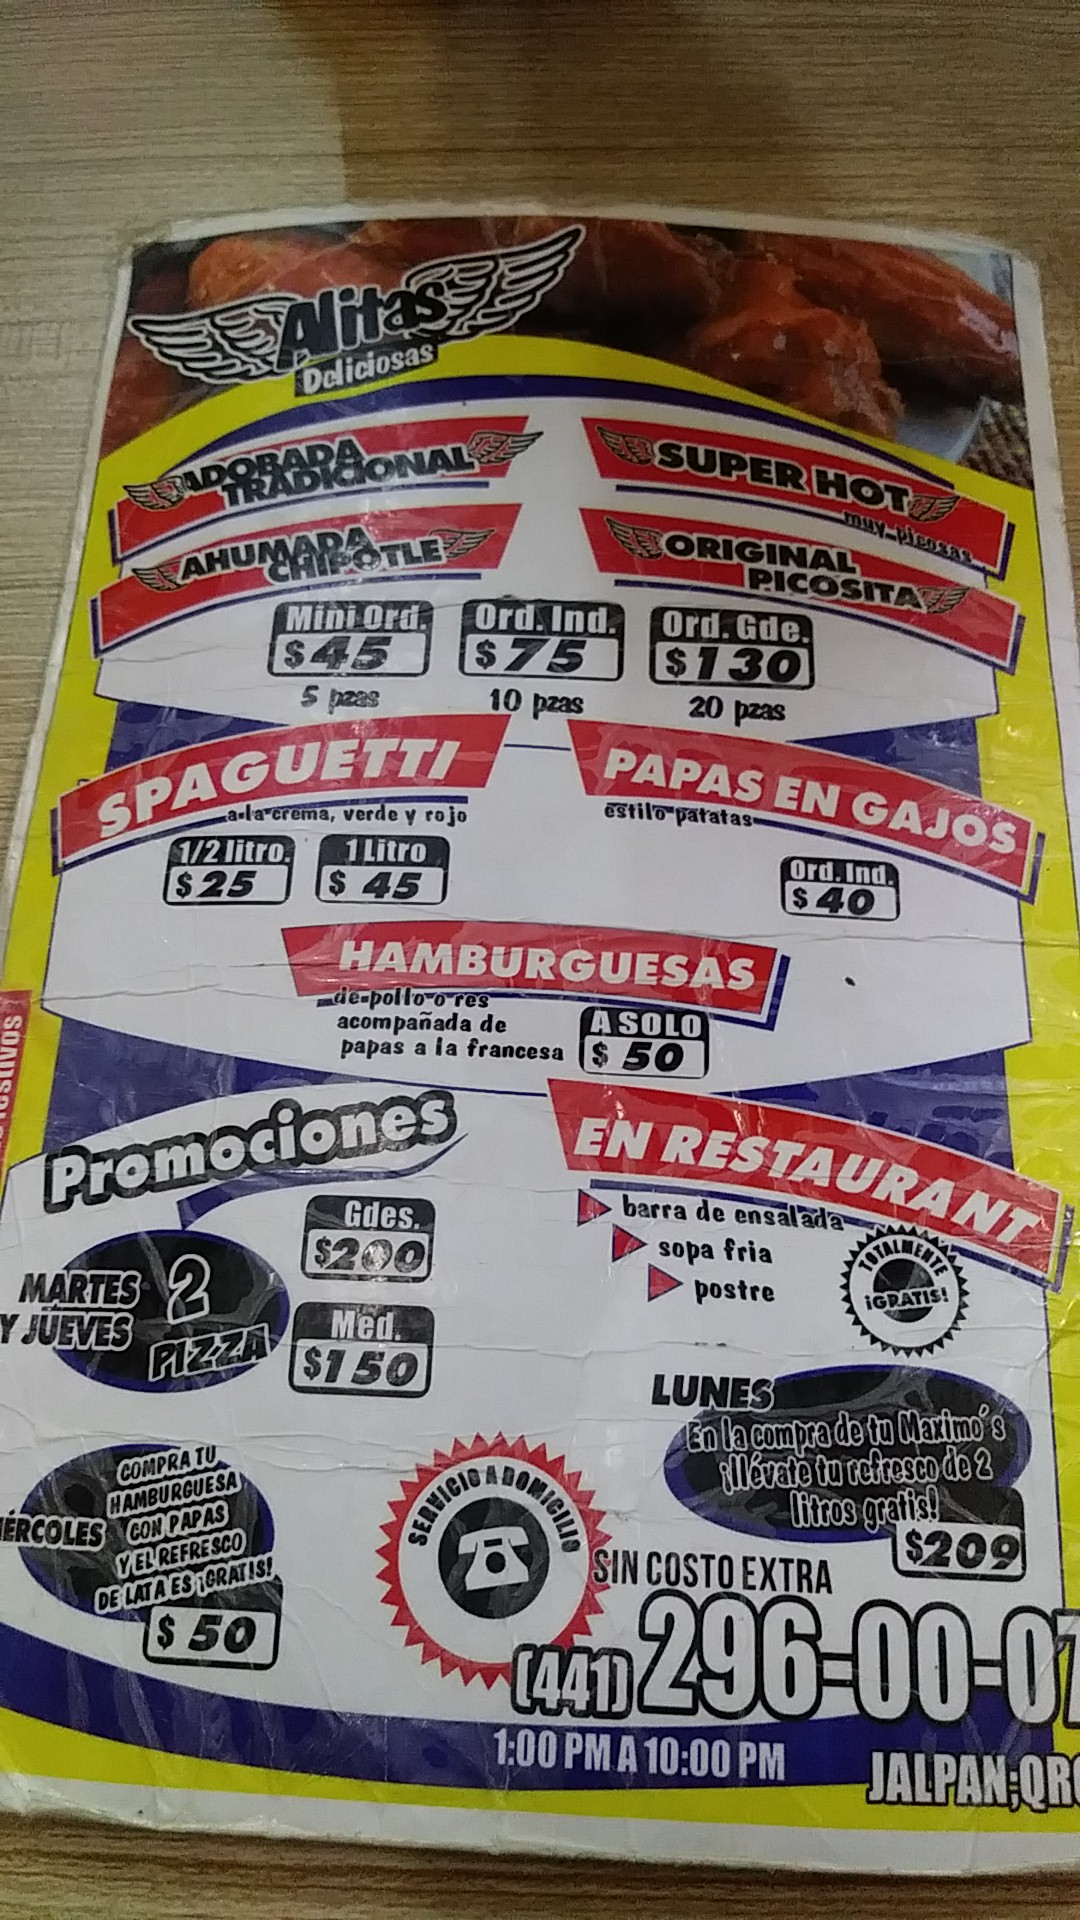 Alitas
Deliciosas
ADOBADA
TRADICIONAL
SUPER HOT
muy picosas
AHUMADA
CHIPOTLE
ORIGINAL
PICOSITA
Mini Ord.
$45
5 pzas
Ord. Ind.
$75
10 pzas
Ord. Gde.
$130
20 pzas
SPAGUETTI
a la crema, verde y rojo
1/2 litro.
$25
1 Litro
$ 45
PAPAS EN GAJOS
estilo patatas
Ord. Ind.
$40
HAMBURGUESAS
de pollo o res
acompañada de
papas a la francesa
A SOLO
$ 50
Promociones
MARTES
Y JUEVES
2
PIZZA
Gdes.
$200
Med.
$150
EN RESTAURANT
barra de ensalada
sopa fria
postre
TOTALMENTE
¡GRATIS!
LUNES
En la compra de tu Maximo´s
¡llévate tu refresco de 2
litros gratis!
$209
COMPRA TU
HAMBURGUESA
CON PAPAS
Y EL REFRESCO
DE LATA ES ¡GRATIS!
ÉRCOLES
$ 50
SERVICIO A DOMICILIO
SIN COSTO EXTRA
(441) 296-00-07
1:00 PM A 10:00 PM
JALPAN;QRO